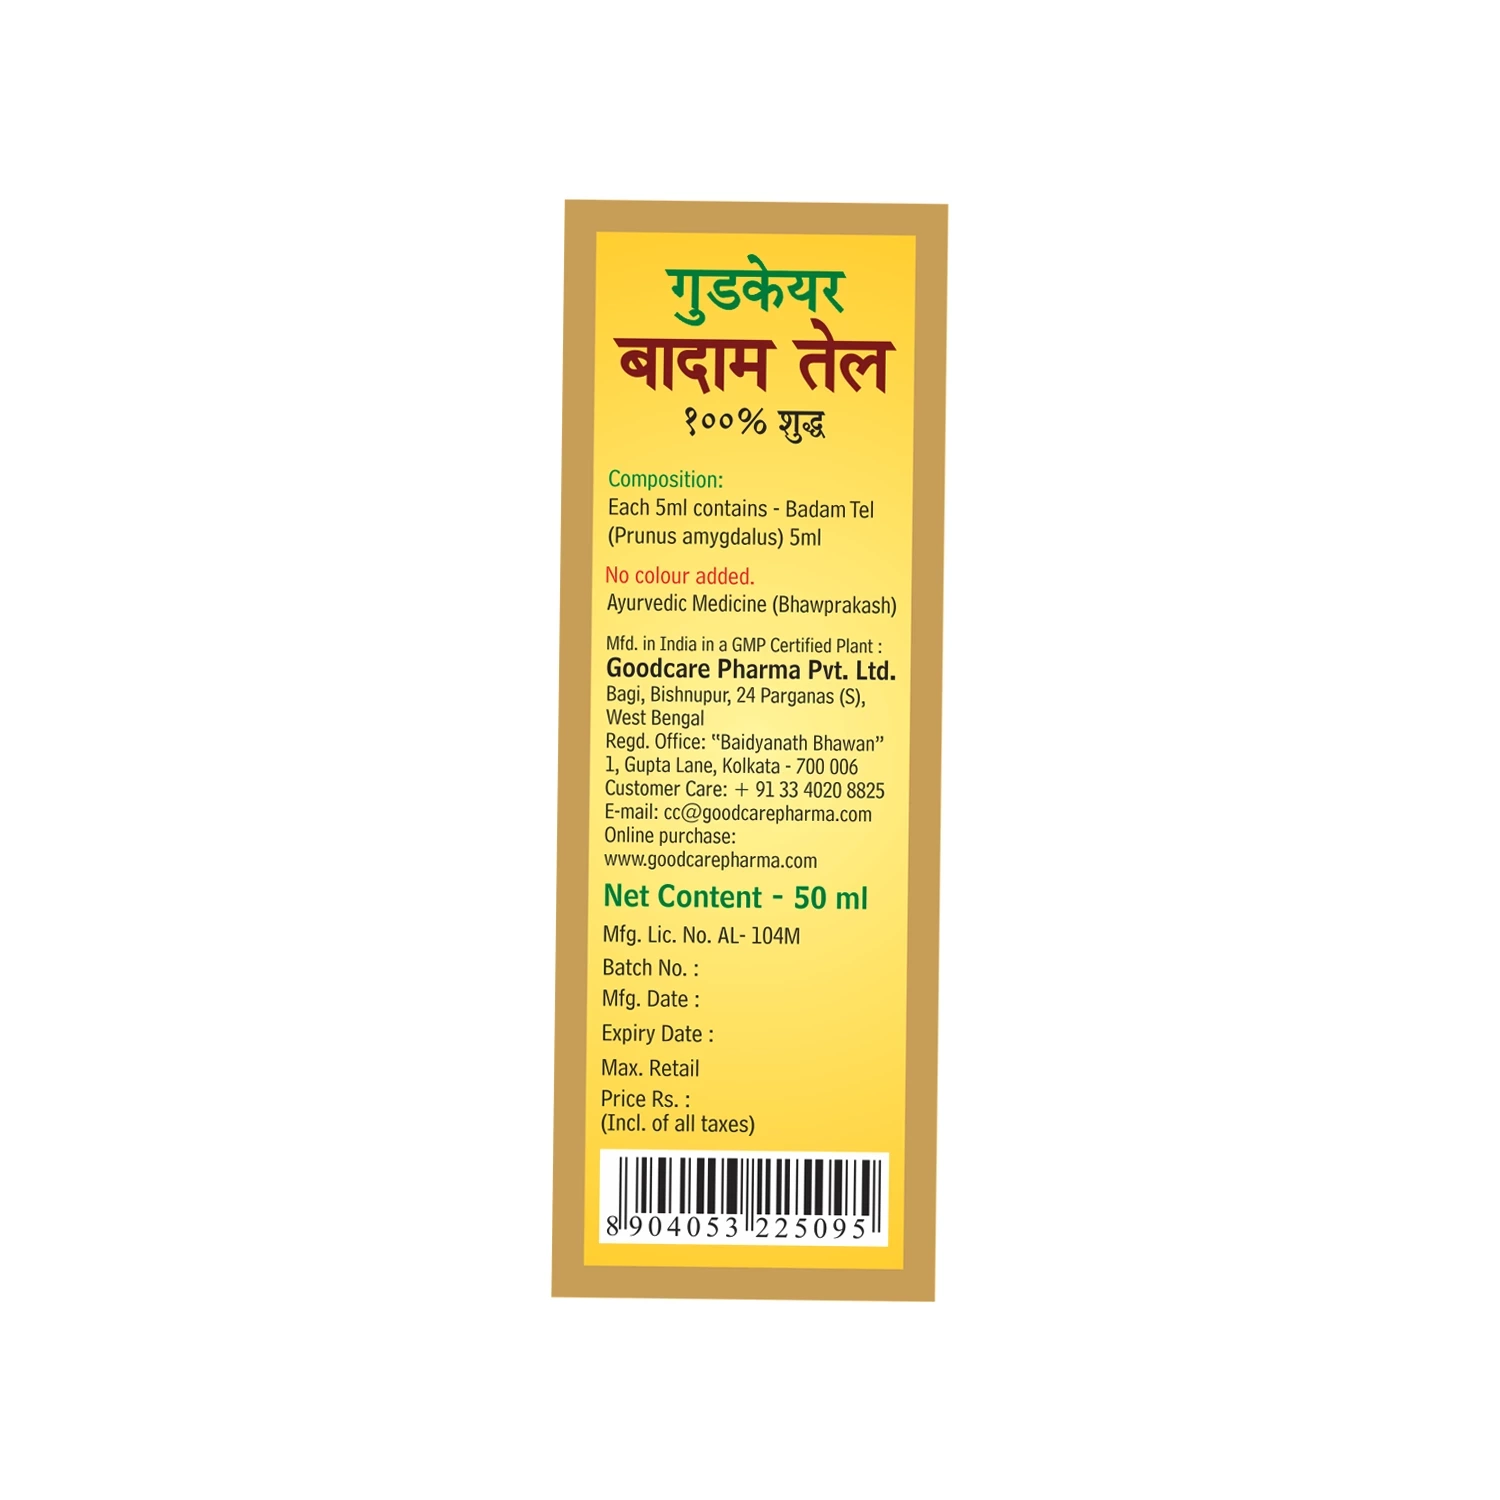 गुडकेयर
बादाम तेल
१००% शुद्ध
Composition:
Each 5ml contains - Badam Tel
(Prunus amygdalus) 5ml
No colour added.
Ayurvedic Medicine (Bhawprakash)
Mfd. in India in a GMP Certified Plant :
Goodcare Pharma Pvt. Ltd.
Bagi, Bishnupur, 24 Parganas (S),
West Bengal
Regd. Office: "Baidyanath Bhawan"
1, Gupta Lane, Kolkata - 700 006
Customer Care: + 91 33 4020 8825
E-mail: cc@goodcarepharma.com
Online purchase:
www.goodcarepharma.com
Net Content - 50 ml
Mfg. Lic. No. AL- 104M
Batch No. :
Mfg. Date :
Expiry Date :
Max. Retail
Price Rs. :
(Incl. of all taxes)
8 904053 225095